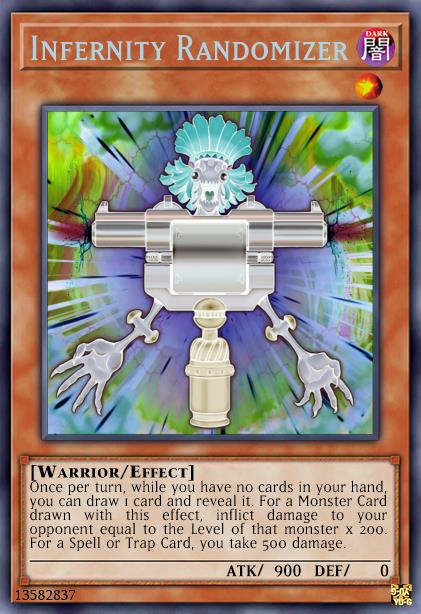 INFERNITY RANDOMIZER
DARK
闇
[WARRIOR/EFFECT]
Once per turn, while you have no cards in your hand,
you can draw 1 card and reveal it. For a Monster Card
drawn with this effect, inflict damage to your
opponent equal to the Level of that monster x 200.
For a Spell or Trap Card, you take 500 damage.
ATK/ 900 DEF/ 0
13582837